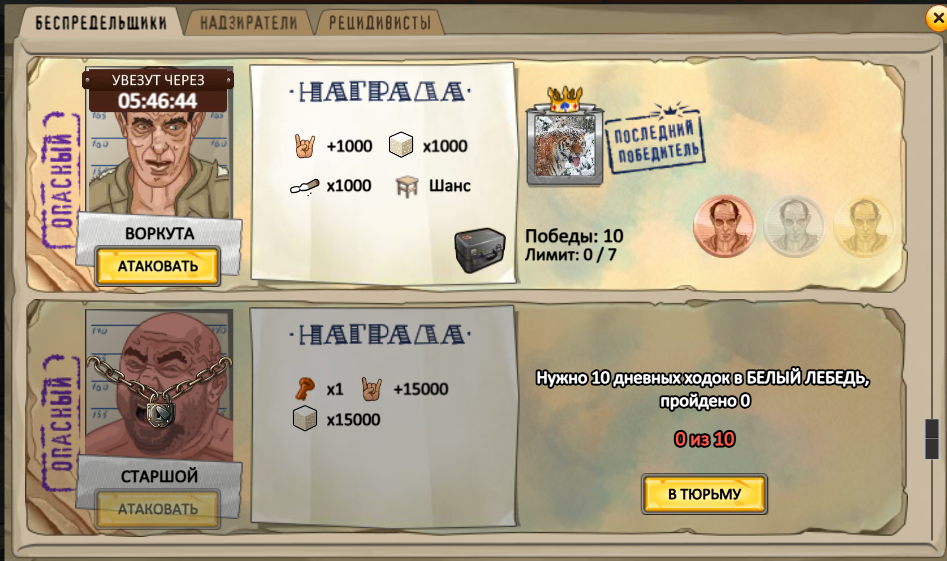 БЕСПРЕДЕЛЬЩИКИ
НАДЗИРАТЕЛИ
РЕЦИДИВИСТЫ
УВЕЗУТ ЧЕРЕЗ
05:46:44
ОПАСНЫЙ
ВОРКУТА
АТАКОВАТЬ
НАГРАДА
+1000
x1000
x1000
Шанс
ПОСЛЕДНИЙ
ПОБЕДИТЕЛЬ
Победы: 10
Лимит: 0 / 7
ОПАСНЫЙ
СТАРШОЙ
АТАКОВАТЬ
НАГРАДА
x1
+15000
x15000
Нужно 10 дневных ходок в БЕЛЫЙ ЛЕБЕДЬ,
пройдено 0
0 из 10
В ТЮРЬМУ